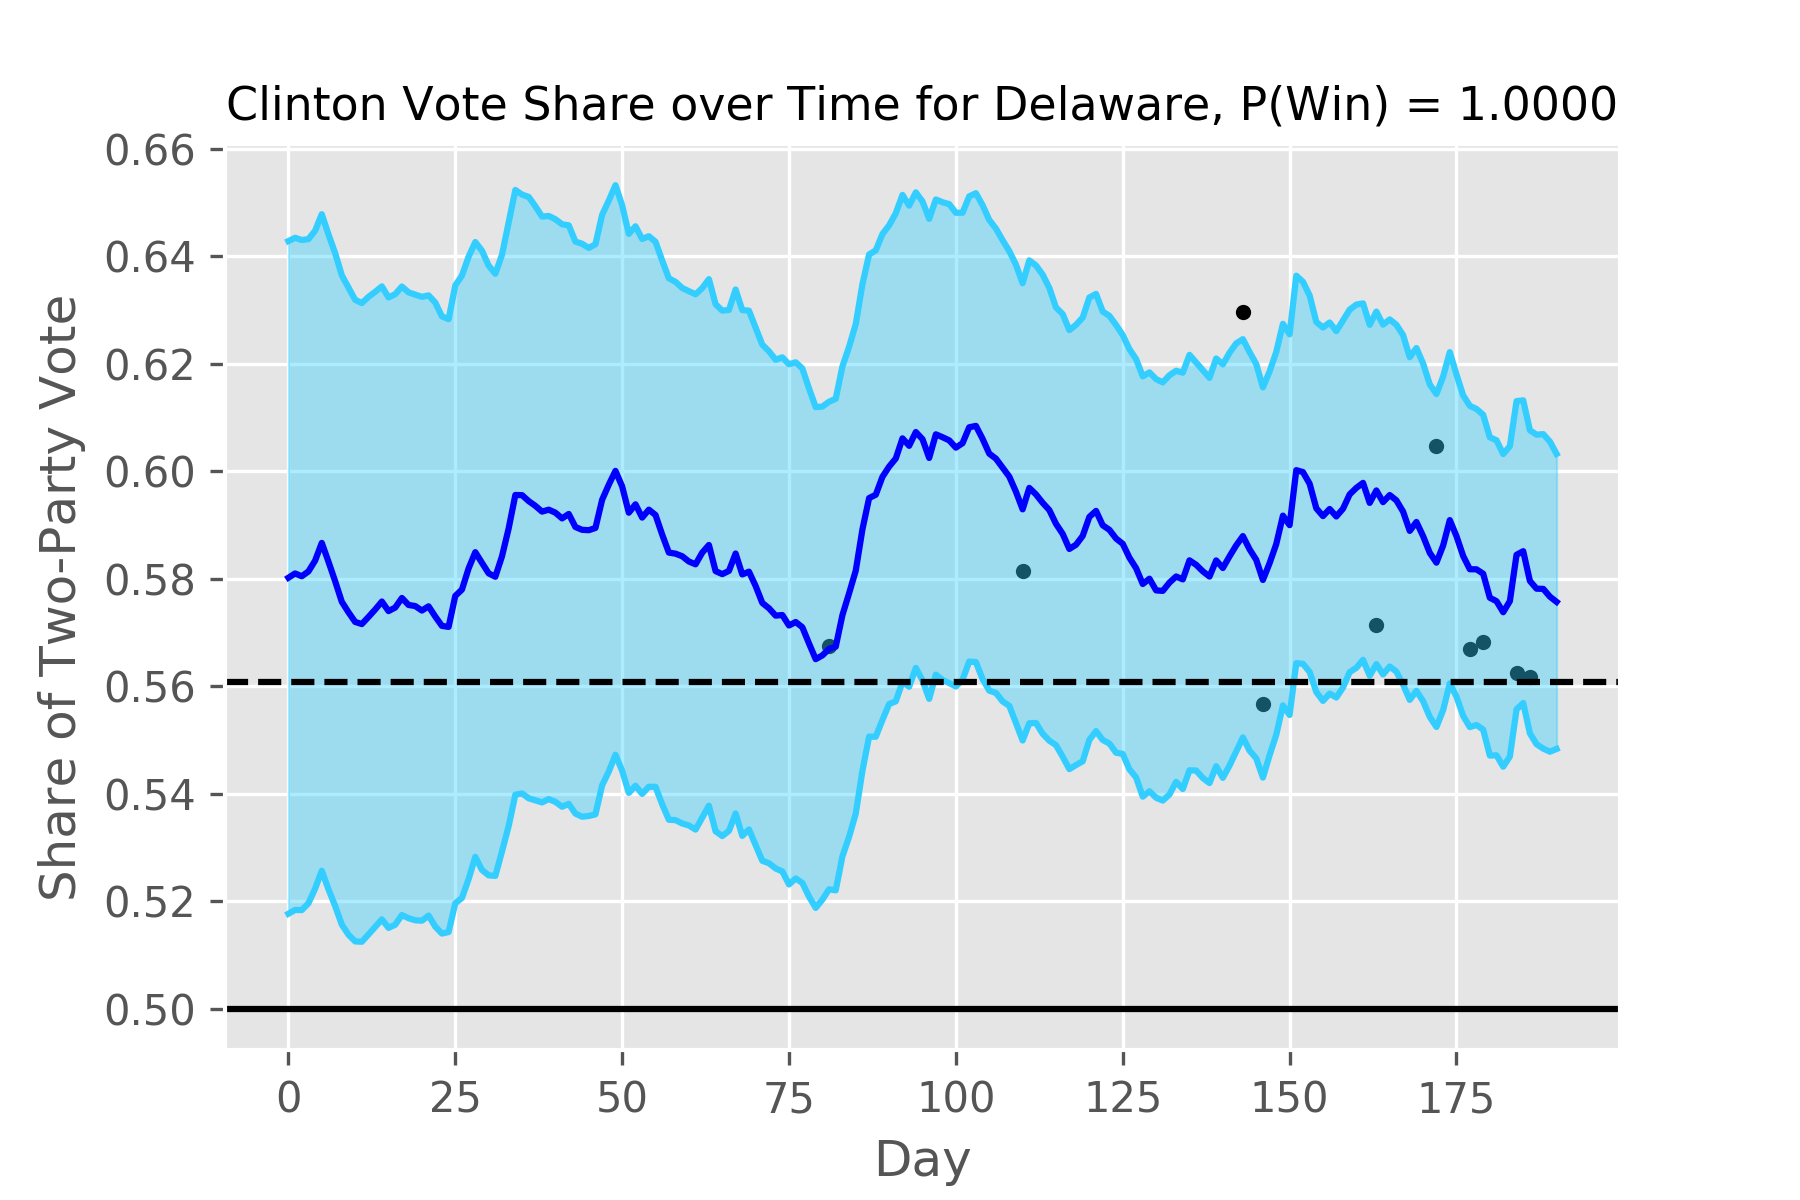 Clinton Vote Share over Time for Delaware, P(Win) = 1.0000
0.66
0.64
0.62
0.60
0.58
0.56
0.54
0.52
0.50
Share of Two-Party Vote
0 25 50 75 100 125 150 175
Day